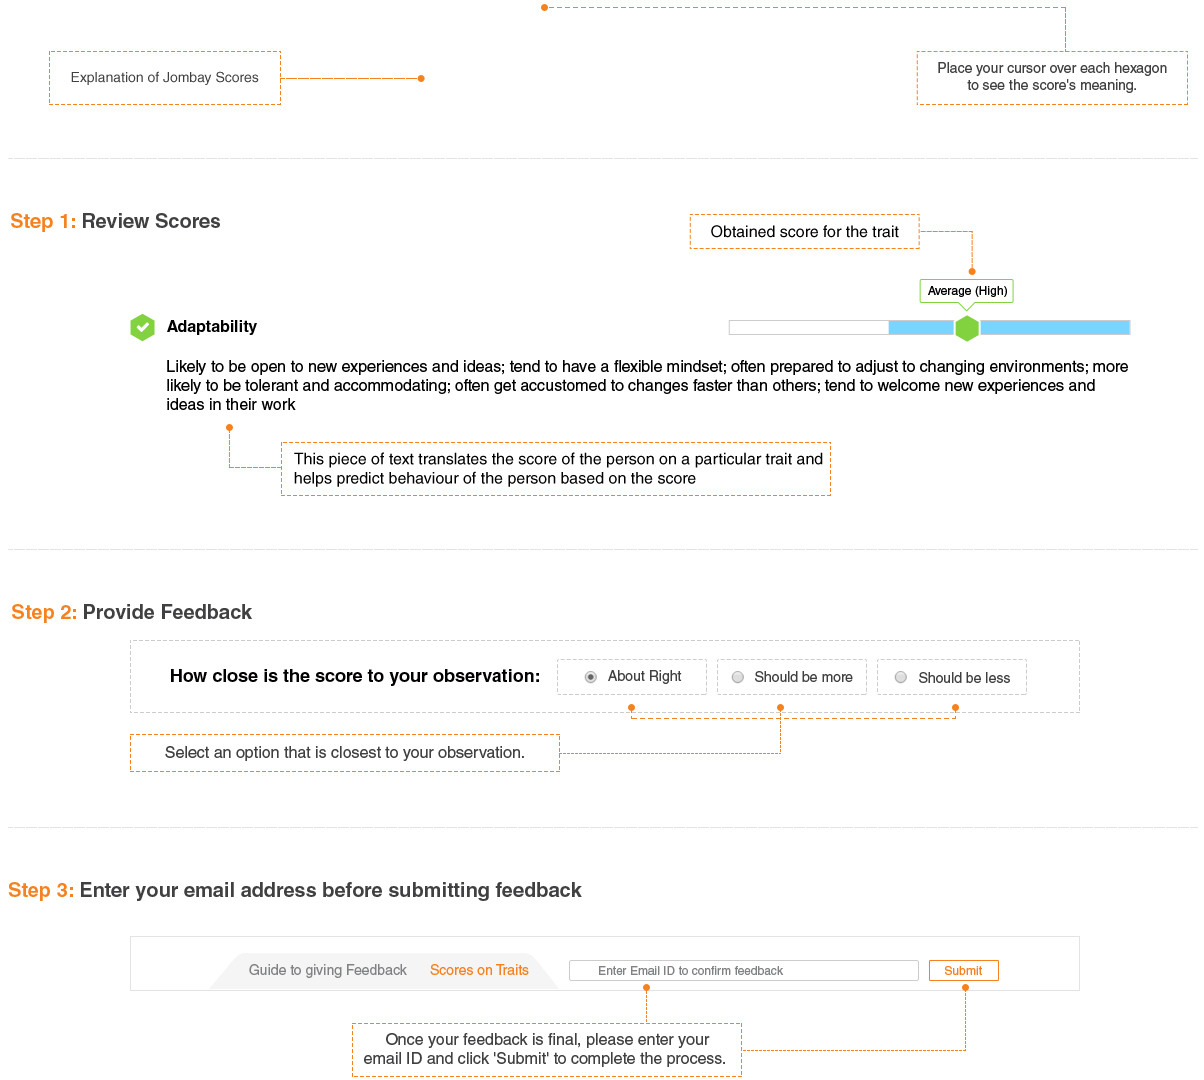 Explanation of Jombay Scores
Place your cursor over each hexagon
to see the score's meaning.
Step 1: Review Scores
Obtained score for the trait
Average (High)
Adaptability
Likely to be open to new experiences and ideas; tend to have a flexible mindset; often prepared to adjust to changing environments; more
likely to be tolerant and accommodating; often get accustomed to changes faster than others; tend to welcome new experiences and
ideas in their work
This piece of text translates the score of the person on a particular trait and
helps predict behaviour of the person based on the score
Step 2: Provide Feedback
How close is the score to your observation:
About Right
Should be more
Should be less
Select an option that is closest to your observation.
Step 3: Enter your email address before submitting feedback
Guide to giving Feedback
Scores on Traits
Enter Email ID to confirm feedback
Submit
Once your feedback is final, please enter your
email ID and click 'Submit' to complete the process.